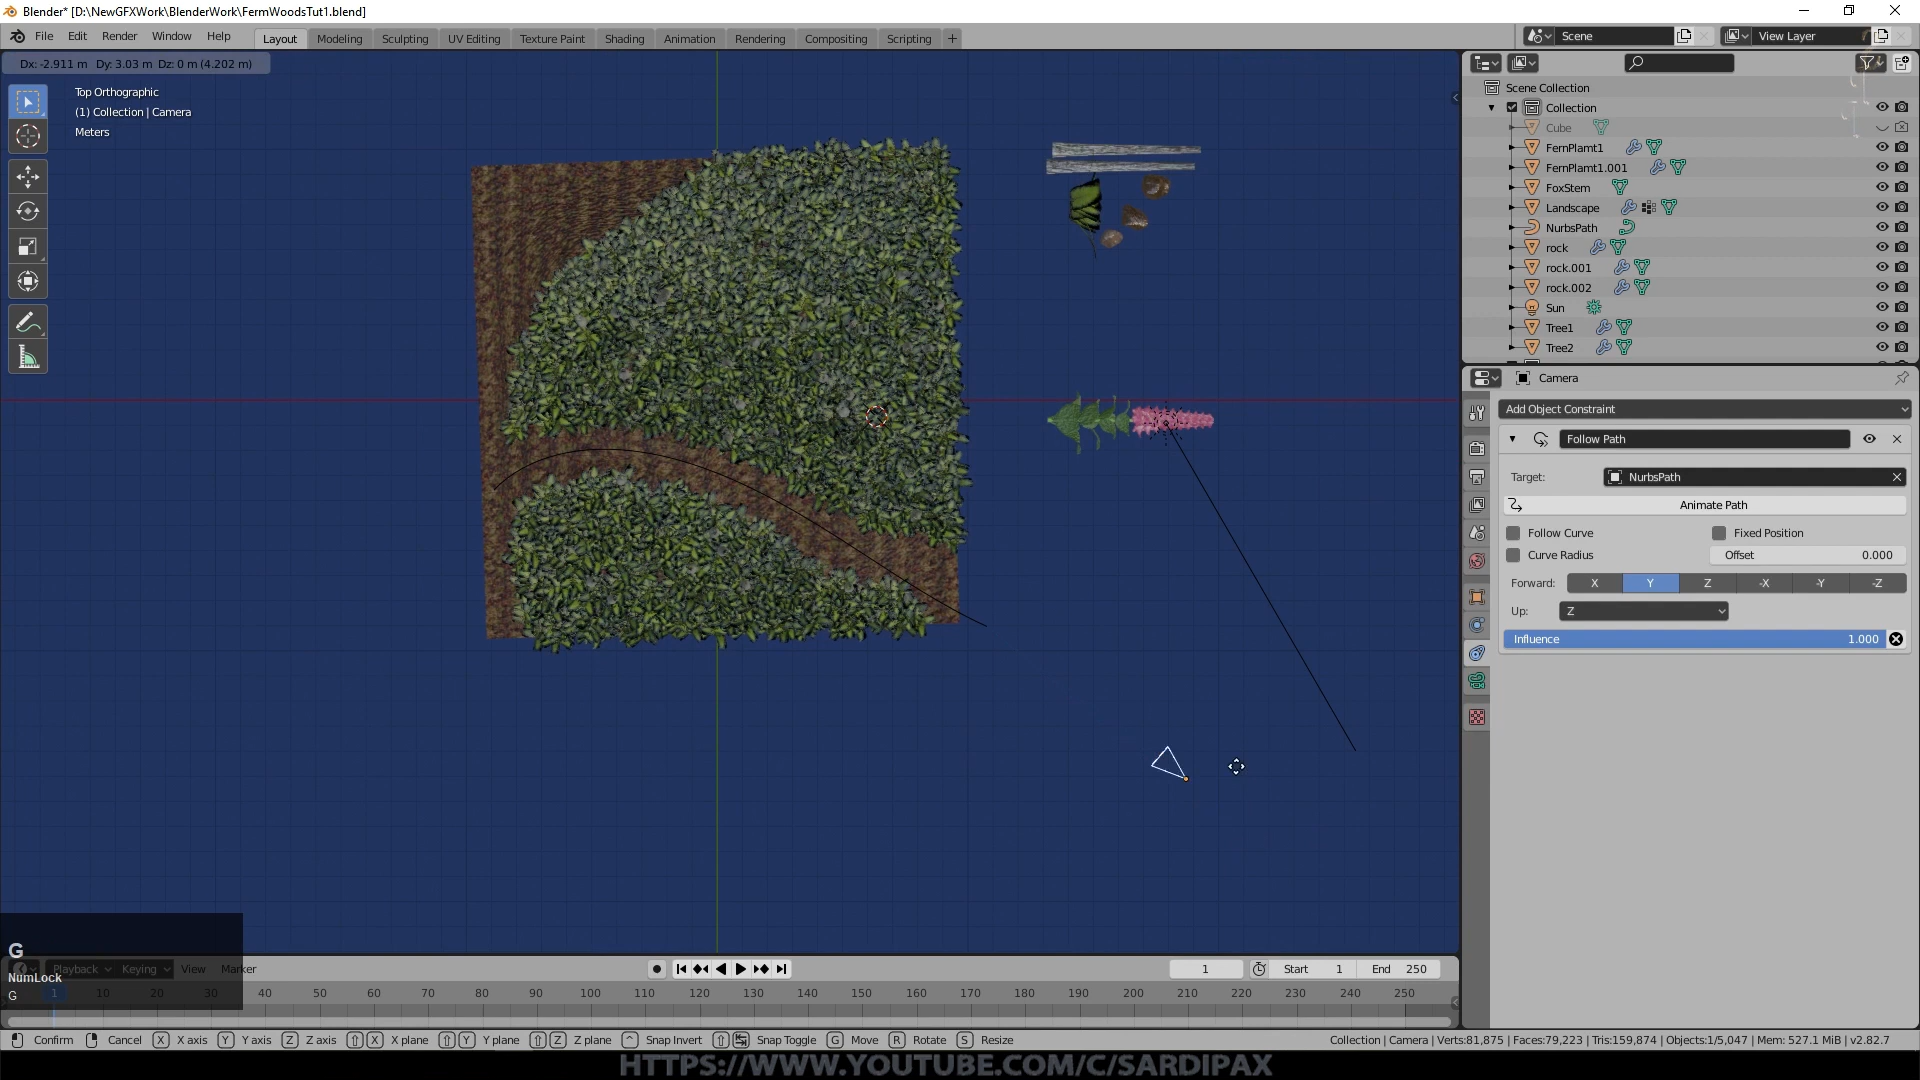 Blender* [D:\NewGFXWork\BlenderWork\FermWoodsTut1.blend]
File Edit Render Window Help Layout Modeling Sculpting UV Editing Texture Paint Shading Animation Rendering Compositing Scripting + Scene View Layer
Dx: -2.911 m Dy: 3.03 m Dz: 0 m (4.202 m)
Top Orthographic
(1) Collection | Camera
Meters
Scene Collection
Collection
Cube
FernPlamt1
FernPlamt1.001
FoxStem
Landscape
NurbsPath
rock
rock.001
rock.002
Sun
Tree1
Tree2
Camera
Add Object Constraint
Follow Path
Target: NurbsPath
Animate Path
Follow Curve Fixed Position
Curve Radius Offset 0.000
Forward: X Y Z -X -Y -Z
Up: Z
Influence 1.000
G
NumLock
G
Playback Keying View Marker 1 Start 1 End 250
1 10 20 30 40 50 60 70 80 90 100 110 120 130 140 150 160 170 180 190 200 210 220 230 240 250
Confirm Cancel X X axis Y Y axis Z Z axis X X plane Y Y plane Z Z plane Snap Invert Snap Toggle G Move R Rotate S Resize Collection | Camera | Verts:81,875 | Faces:79,223 | Tris:159,874 | Objects:1/5,047 | Mem: 527.1 MiB | v2.82.7
HTTPS://WWW.YOUTUBE.COM/C/SARDIPAX